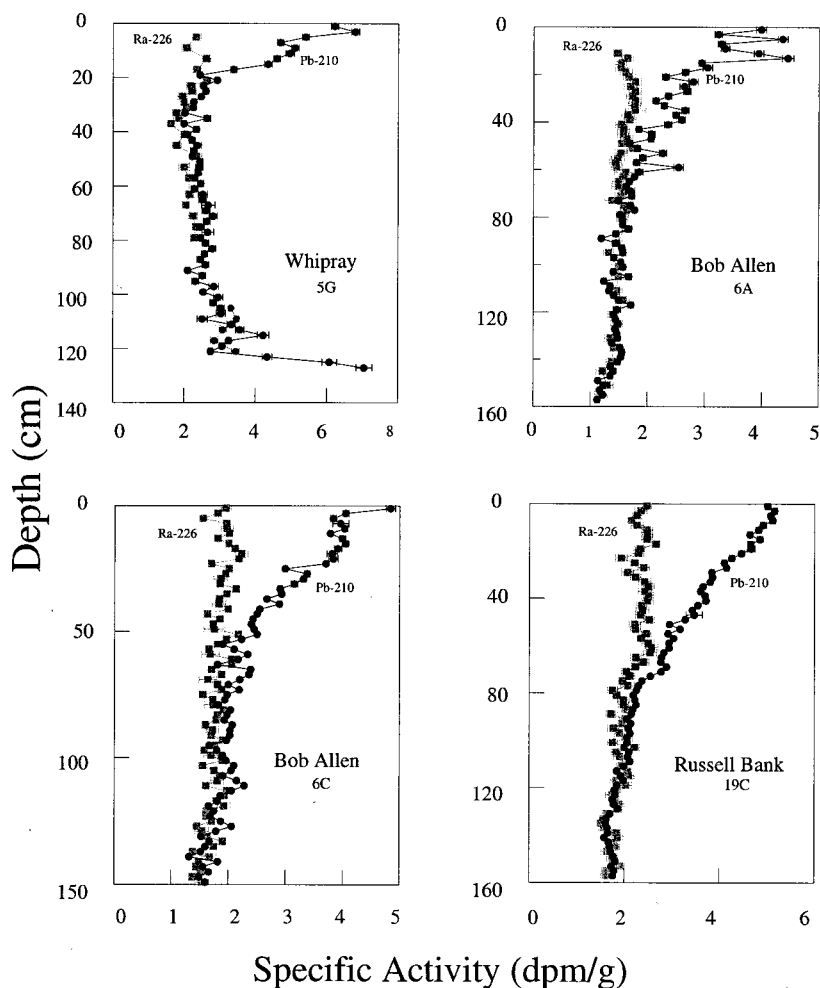 Depth (cm)
0
20
40
60
80
100
120
140
0
2
4
6
8
Ra-226
Pb-210
Whipray
5G
0
40
80
120
160
0
1
2
3
4
5
Ra-226
Pb-210
Bob Allen
6A
0
50
100
150
0
1
2
3
4
5
Ra-226
Pb-210
Bob Allen
6C
0
40
80
120
160
0
2
4
6
Ra-226
Pb-210
Russell Bank
19C
Specific Activity (dpm/g)